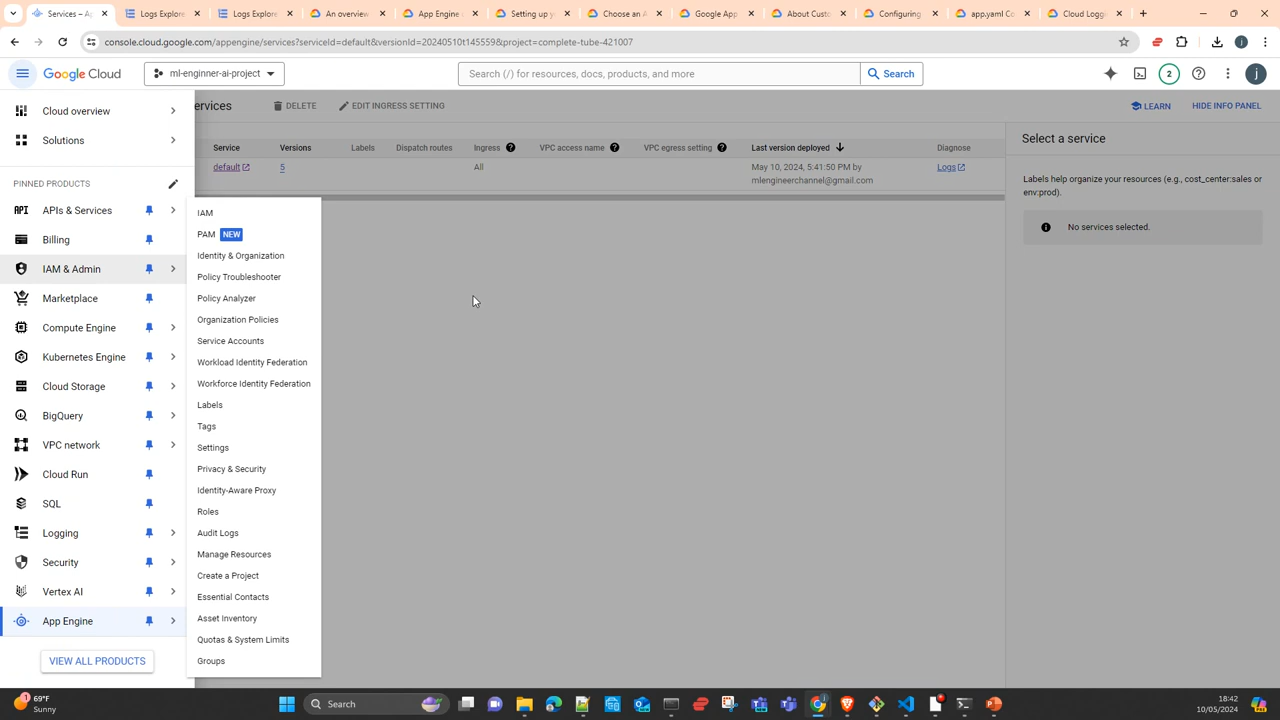 Services – App
Logs Explore
Logs Explore
An overview
App Engine
Setting up y
Choose an A
Google App
About Custo
Configuring
app.yaml Co
Cloud Loggi
console.cloud.google.com/appengine/services?serviceId=default&versionId=20240510t145559&project=complete-tube-421007
Google Cloud
ml-enginner-ai-project
Search (/) for resources, docs, products, and more
Search
2
j
Cloud overview
Solutions
PINNED PRODUCTS
API APIs & Services
Billing
IAM & Admin
Marketplace
Compute Engine
Kubernetes Engine
Cloud Storage
BigQuery
VPC network
Cloud Run
SQL
Logging
Security
Vertex AI
App Engine
VIEW ALL PRODUCTS
IAM
PAM NEW
Identity & Organization
Policy Troubleshooter
Policy Analyzer
Organization Policies
Service Accounts
Workload Identity Federation
Workforce Identity Federation
Labels
Tags
Settings
Privacy & Security
Identity-Aware Proxy
Roles
Audit Logs
Manage Resources
Create a Project
Essential Contacts
Asset Inventory
Quotas & System Limits
Groups
ervices
DELETE
EDIT INGRESS SETTING
LEARN
HIDE INFO PANEL
Service Versions Labels Dispatch routes Ingress VPC access name VPC egress setting Last version deployed Diagnose
default 5 All May 10, 2024, 5:41:50 PM by Logs
mlengineerchannel@gmail.com
Select a service
Labels help organize your resources (e.g., cost_center:sales or
env:prod).
No services selected.
1
69°F
Sunny
Search
18:42
10/05/2024